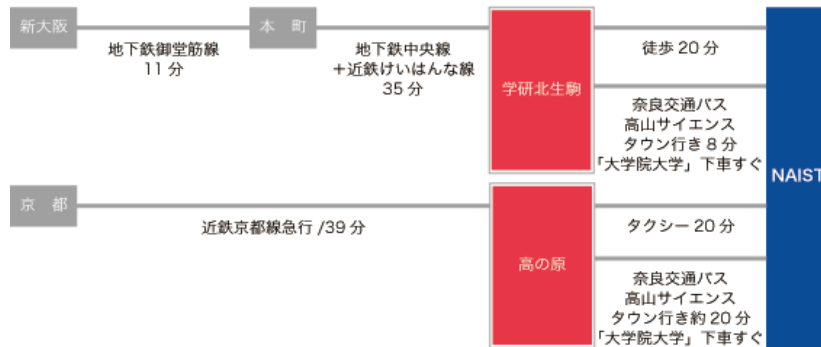 新大阪
地下鉄御堂筋線
11 分
本　町
地下鉄中央線
＋近鉄けいはんな線
35 分
学研北生駒
徒歩 20 分
奈良交通バス
高山サイエンス
タウン行き 8 分
「大学院大学」下車すぐ
NAIST
京　都
近鉄京都線急行 /39 分
高の原
タクシー 20 分
奈良交通バス
高山サイエンス
タウン行き約 20 分
「大学院大学」下車すぐ